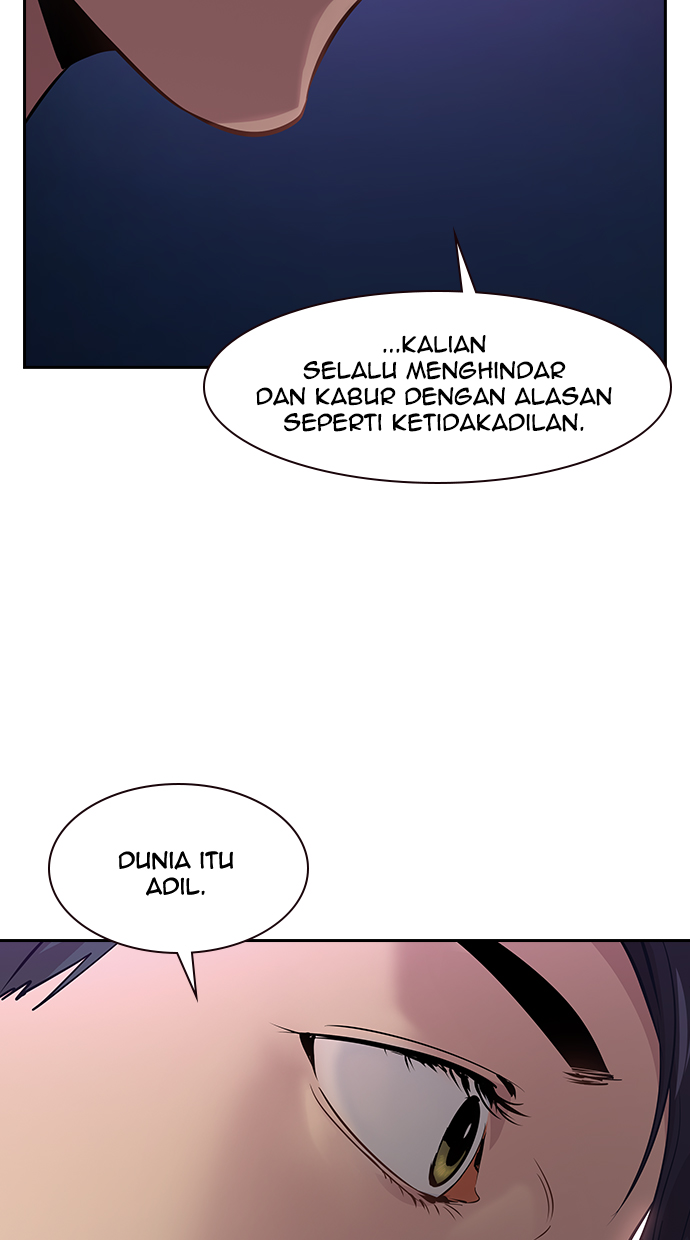 ...KALIAN
SELALU MENGHINDAR
DAN KABUR DENGAN ALASAN
SEPERTI KETIDAKADILAN.
DUNIA ITU
ADIL.